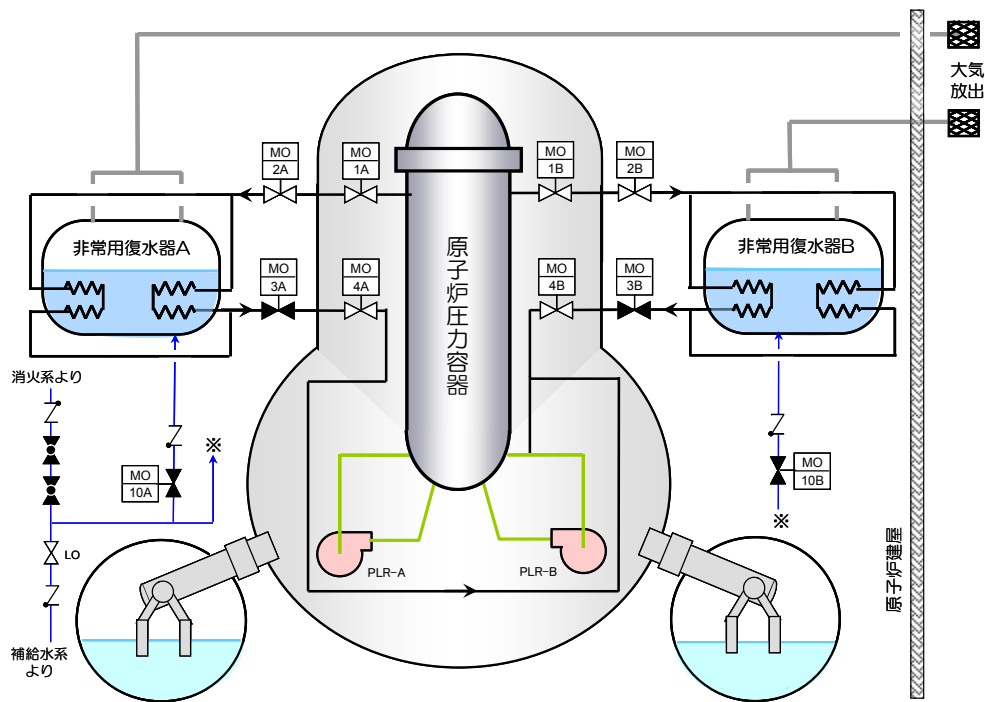 大気
放出
MO
2A
MO
1A
MO
1B
MO
2B
非常用復水器A
非常用復水器B
原子炉圧力容器
MO
3A
MO
4A
MO
4B
MO
3B
消火系より
※
MO
10A
MO
10B
※
LO
PLR-A
PLR-B
原子炉建屋
補給水系
より